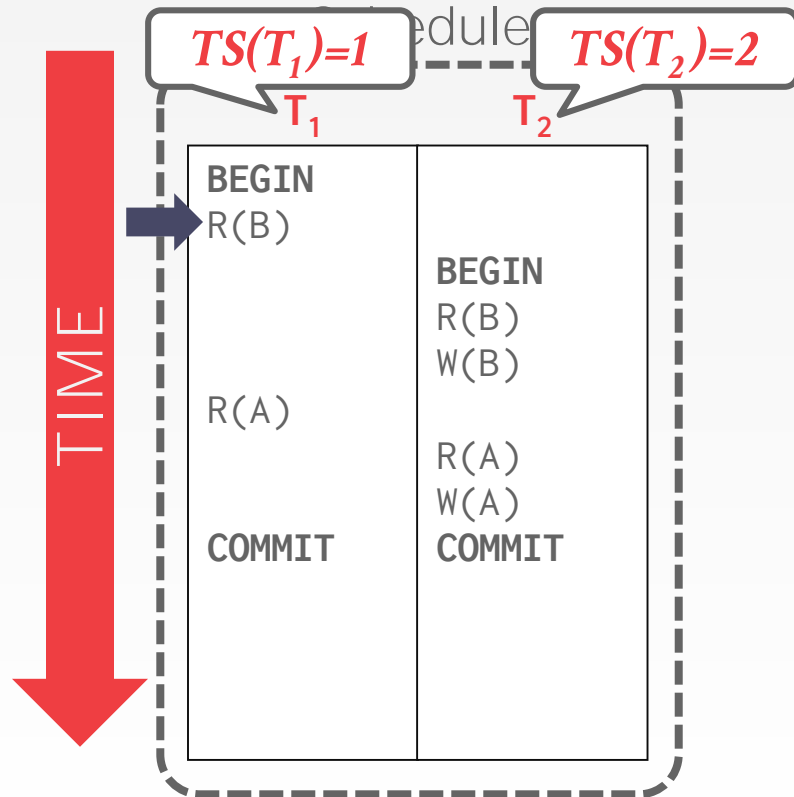 Schedule
TS(T₁)=1
TS(T₂)=2
T₁ T₂
BEGIN
R(B)
BEGIN
R(B)
W(B)
R(A)
R(A)
W(A)
COMMIT COMMIT
TIME